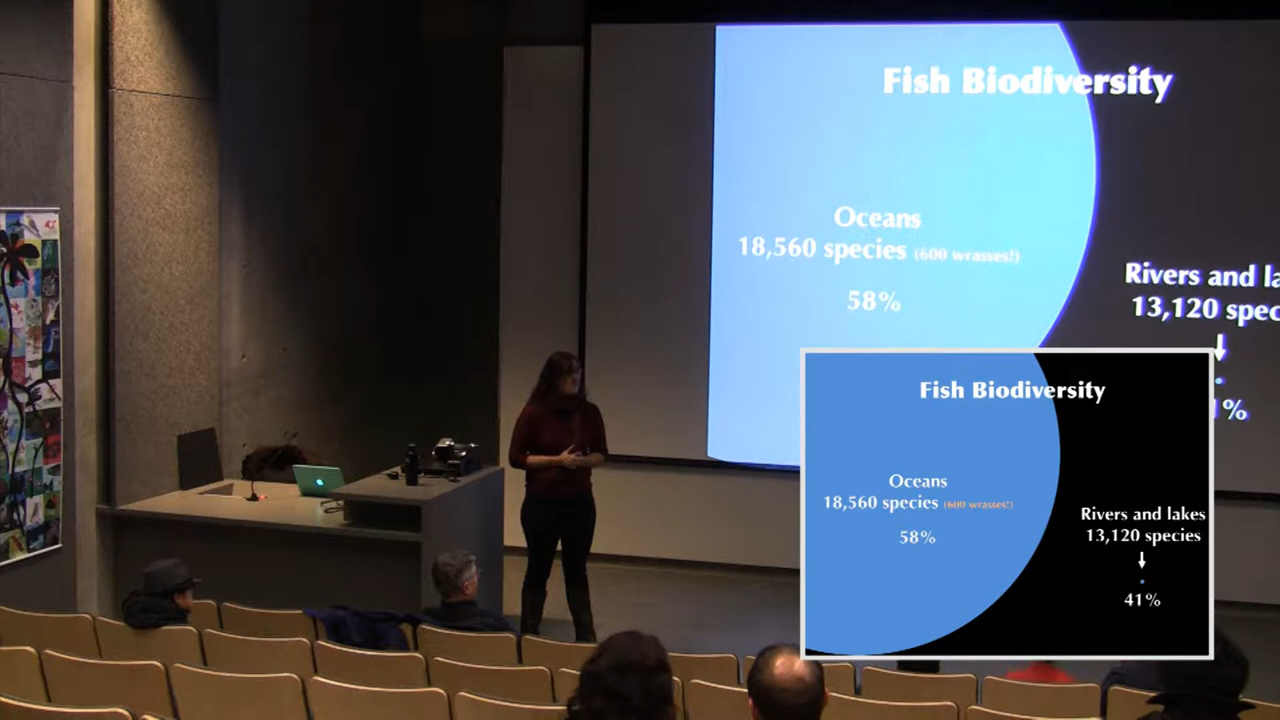 Fish Biodiversity
Oceans
18,560 species (600 wrasses!)
58%
Rivers and la
13,120 spec
1%
Fish Biodiversity
Oceans
18,560 species (600 wrasses!)
58%
Rivers and lakes
13,120 species
41%